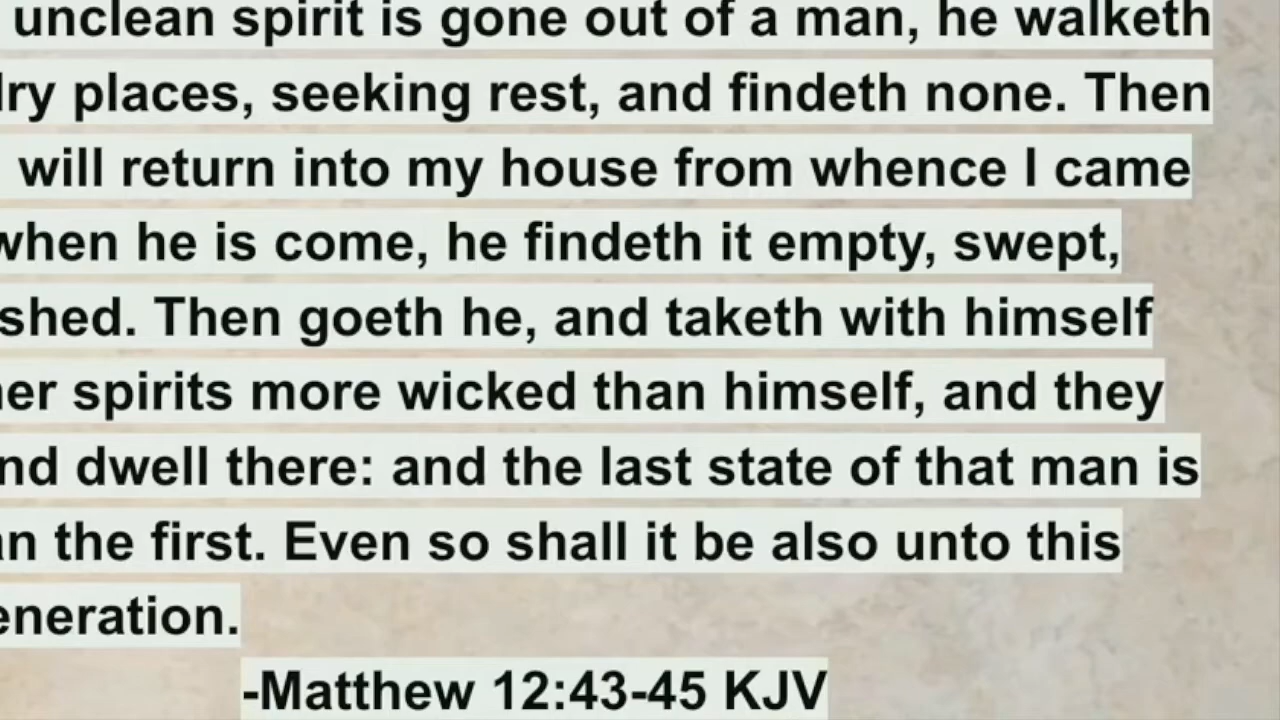 unclean spirit is gone out of a man, he walketh
dry places, seeking rest, and findeth none. Then
will return into my house from whence I came
when he is come, he findeth it empty, swept,
shed. Then goeth he, and taketh with himself
her spirits more wicked than himself, and they
nd dwell there: and the last state of that man is
an the first. Even so shall it be also unto this
eneration.
-Matthew 12:43-45 KJV